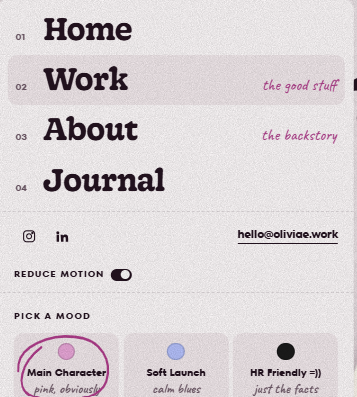 01 Home
02 Work the good stuff
03 About the backstory
04 Journal
in hello@oliviae.work
REDUCE MOTION
PICK A MOOD
Main Character Soft Launch HR Friendly =))
pink, obviously calm blues just the facts